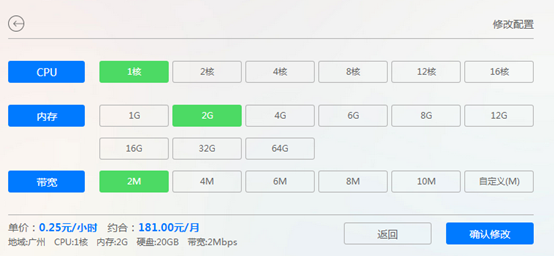 修改配置
CPU 1核 2核 4核 8核 12核 16核
内存 1G 2G 4G 6G 8G 12G
16G 32G 64G
带宽 2M 4M 6M 8M 10M 自定义(M)
单价：0.25元/小时 约合：181.00元/月
地域:广州 CPU:1核 内存:2G 硬盘:20GB 带宽:2Mbps
返回 确认修改